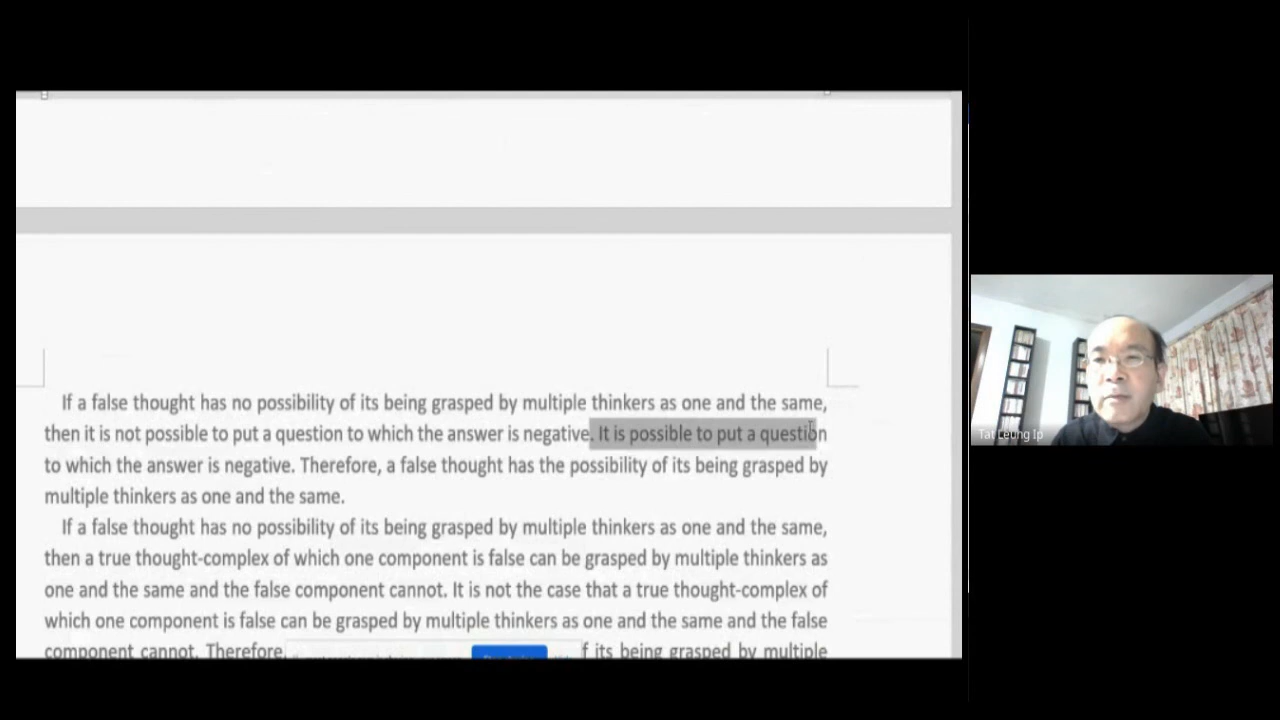 If a false thought has no possibility of its being grasped by multiple thinkers as one and the same,
then it is not possible to put a question to which the answer is negative. It is possible to put a question
to which the answer is negative. Therefore, a false thought has the possibility of its being grasped by
multiple thinkers as one and the same.
If a false thought has no possibility of its being grasped by multiple thinkers as one and the same,
then a true thought-complex of which one component is false can be grasped by multiple thinkers as
one and the same and the false component cannot. It is not the case that a true thought-complex of
which one component is false can be grasped by multiple thinkers as one and the same and the false
component cannot. Therefore, f its being grasped by multiple
Tat Leung Ip